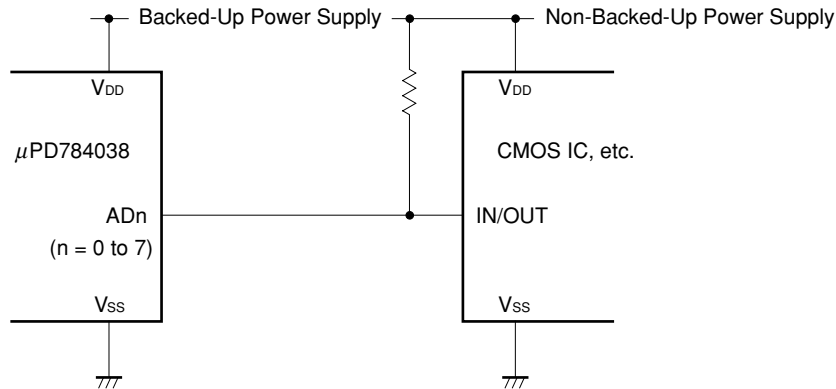 Backed-Up Power Supply
Non-Backed-Up Power Supply
VDD
VDD
μPD784038
CMOS IC, etc.
ADn
IN/OUT
(n = 0 to 7)
VSS
VSS